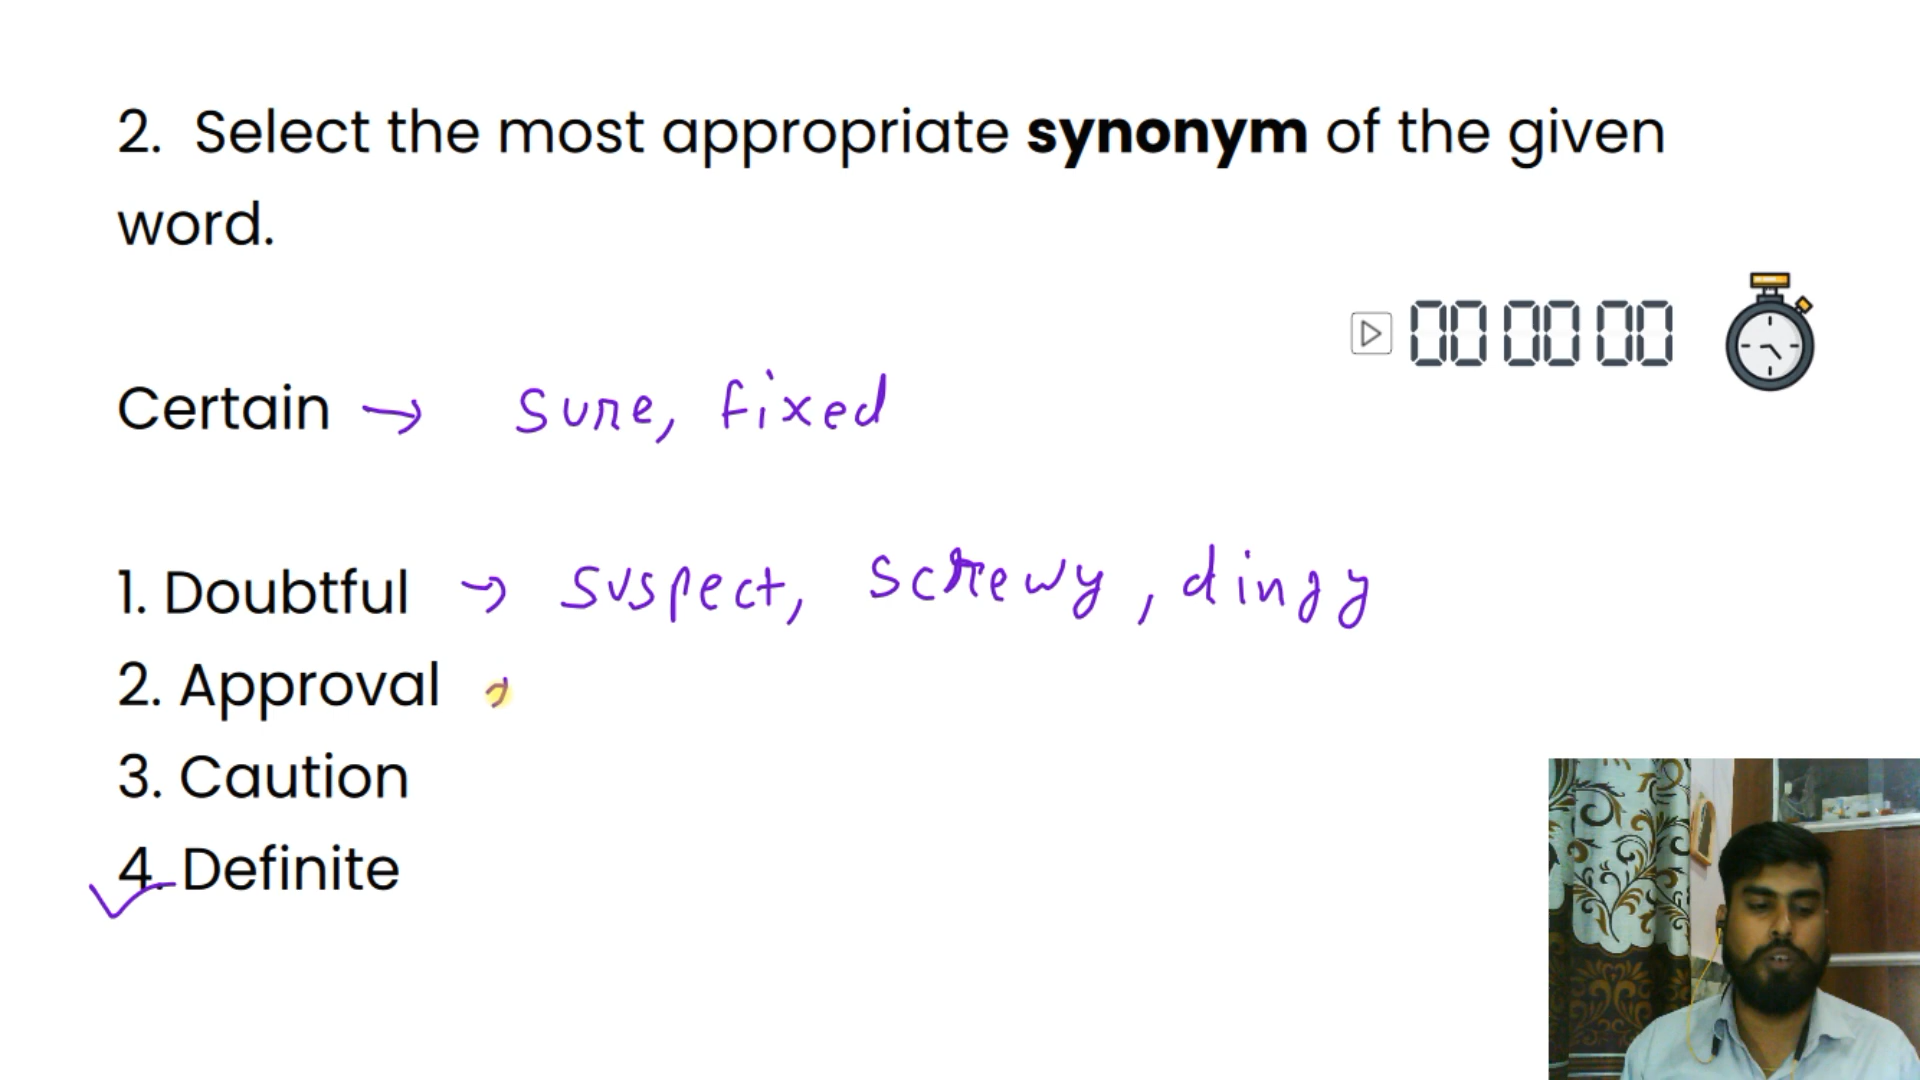 2. Select the most appropriate synonym of the given
word.
00 00 00
Certain → sure, fixed
1. Doubtful → suspect, screwy, dingy
2. Approval
3. Caution
4. Definite